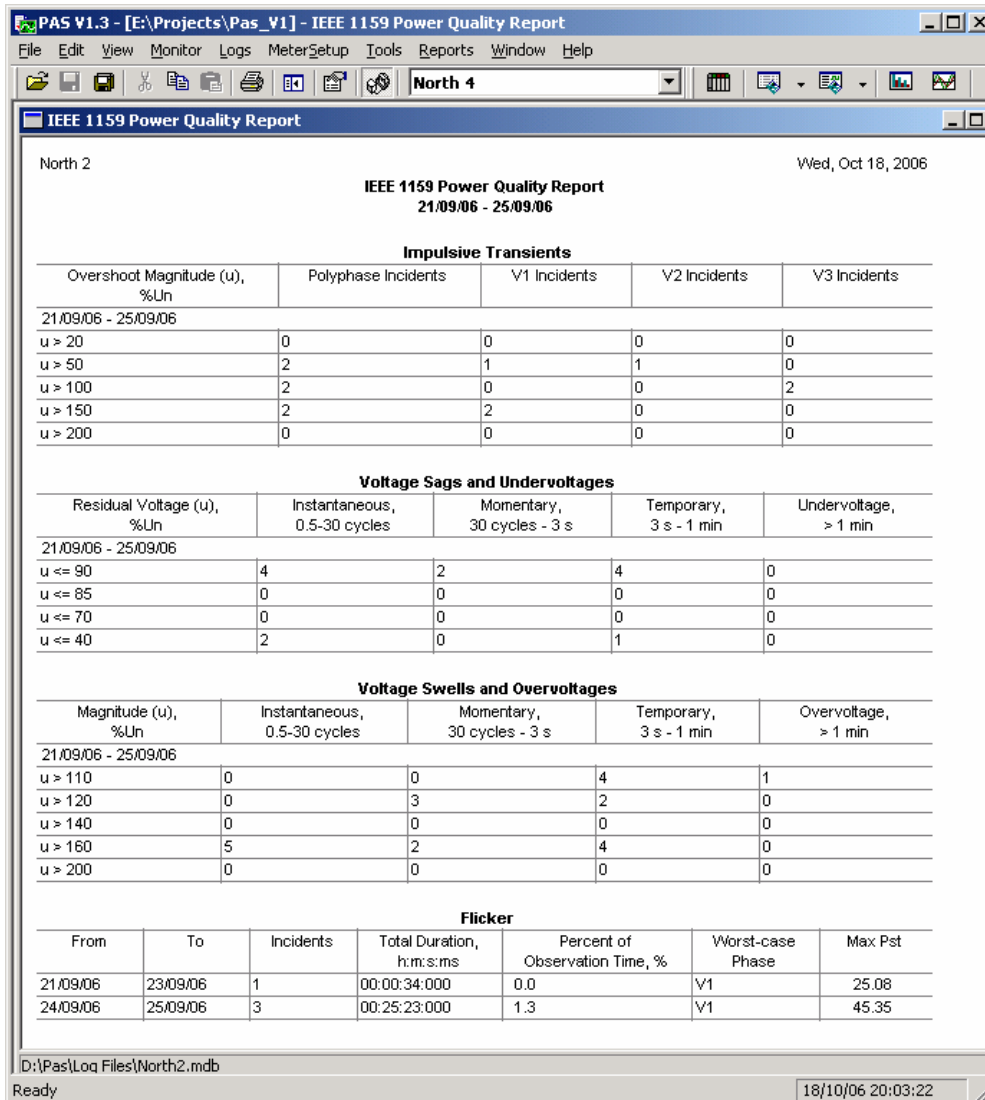 PAS V1.3 - [E:\Projects\Pas_V1] - IEEE 1159 Power Quality Report
File Edit View Monitor Logs MeterSetup Tools Reports Window Help
North 4
IEEE 1159 Power Quality Report
North 2 Wed, Oct 18, 2006
IEEE 1159 Power Quality Report
21/09/06 - 25/09/06
Impulsive Transients
Overshoot Magnitude (u), %Un Polyphase Incidents V1 Incidents V2 Incidents V3 Incidents
21/09/06 - 25/09/06
u > 20 0 0 0 0
u > 50 2 1 1 0
u > 100 2 0 0 2
u > 150 2 2 0 0
u > 200 0 0 0 0
Voltage Sags and Undervoltages
Residual Voltage (u), %Un Instantaneous, 0.5-30 cycles Momentary, 30 cycles - 3 s Temporary, 3 s - 1 min Undervoltage, > 1 min
21/09/06 - 25/09/06
u <= 90 4 2 4 0
u <= 85 0 0 0 0
u <= 70 0 0 0 0
u <= 40 2 0 1 0
Voltage Swells and Overvoltages
Magnitude (u), %Un Instantaneous, 0.5-30 cycles Momentary, 30 cycles - 3 s Temporary, 3 s - 1 min Overvoltage, > 1 min
21/09/06 - 25/09/06
u > 110 0 0 4 1
u > 120 0 3 2 0
u > 140 0 0 0 0
u > 160 5 2 4 0
u > 200 0 0 0 0
Flicker
From To Incidents Total Duration, h:m:s:ms Percent of Observation Time, % Worst-case Phase Max Pst
21/09/06 23/09/06 1 00:00:34:000 0.0 V1 25.08
24/09/06 25/09/06 3 00:25:23:000 1.3 V1 45.35
D:\Pas\Log Files\North2.mdb
Ready 18/10/06 20:03:22